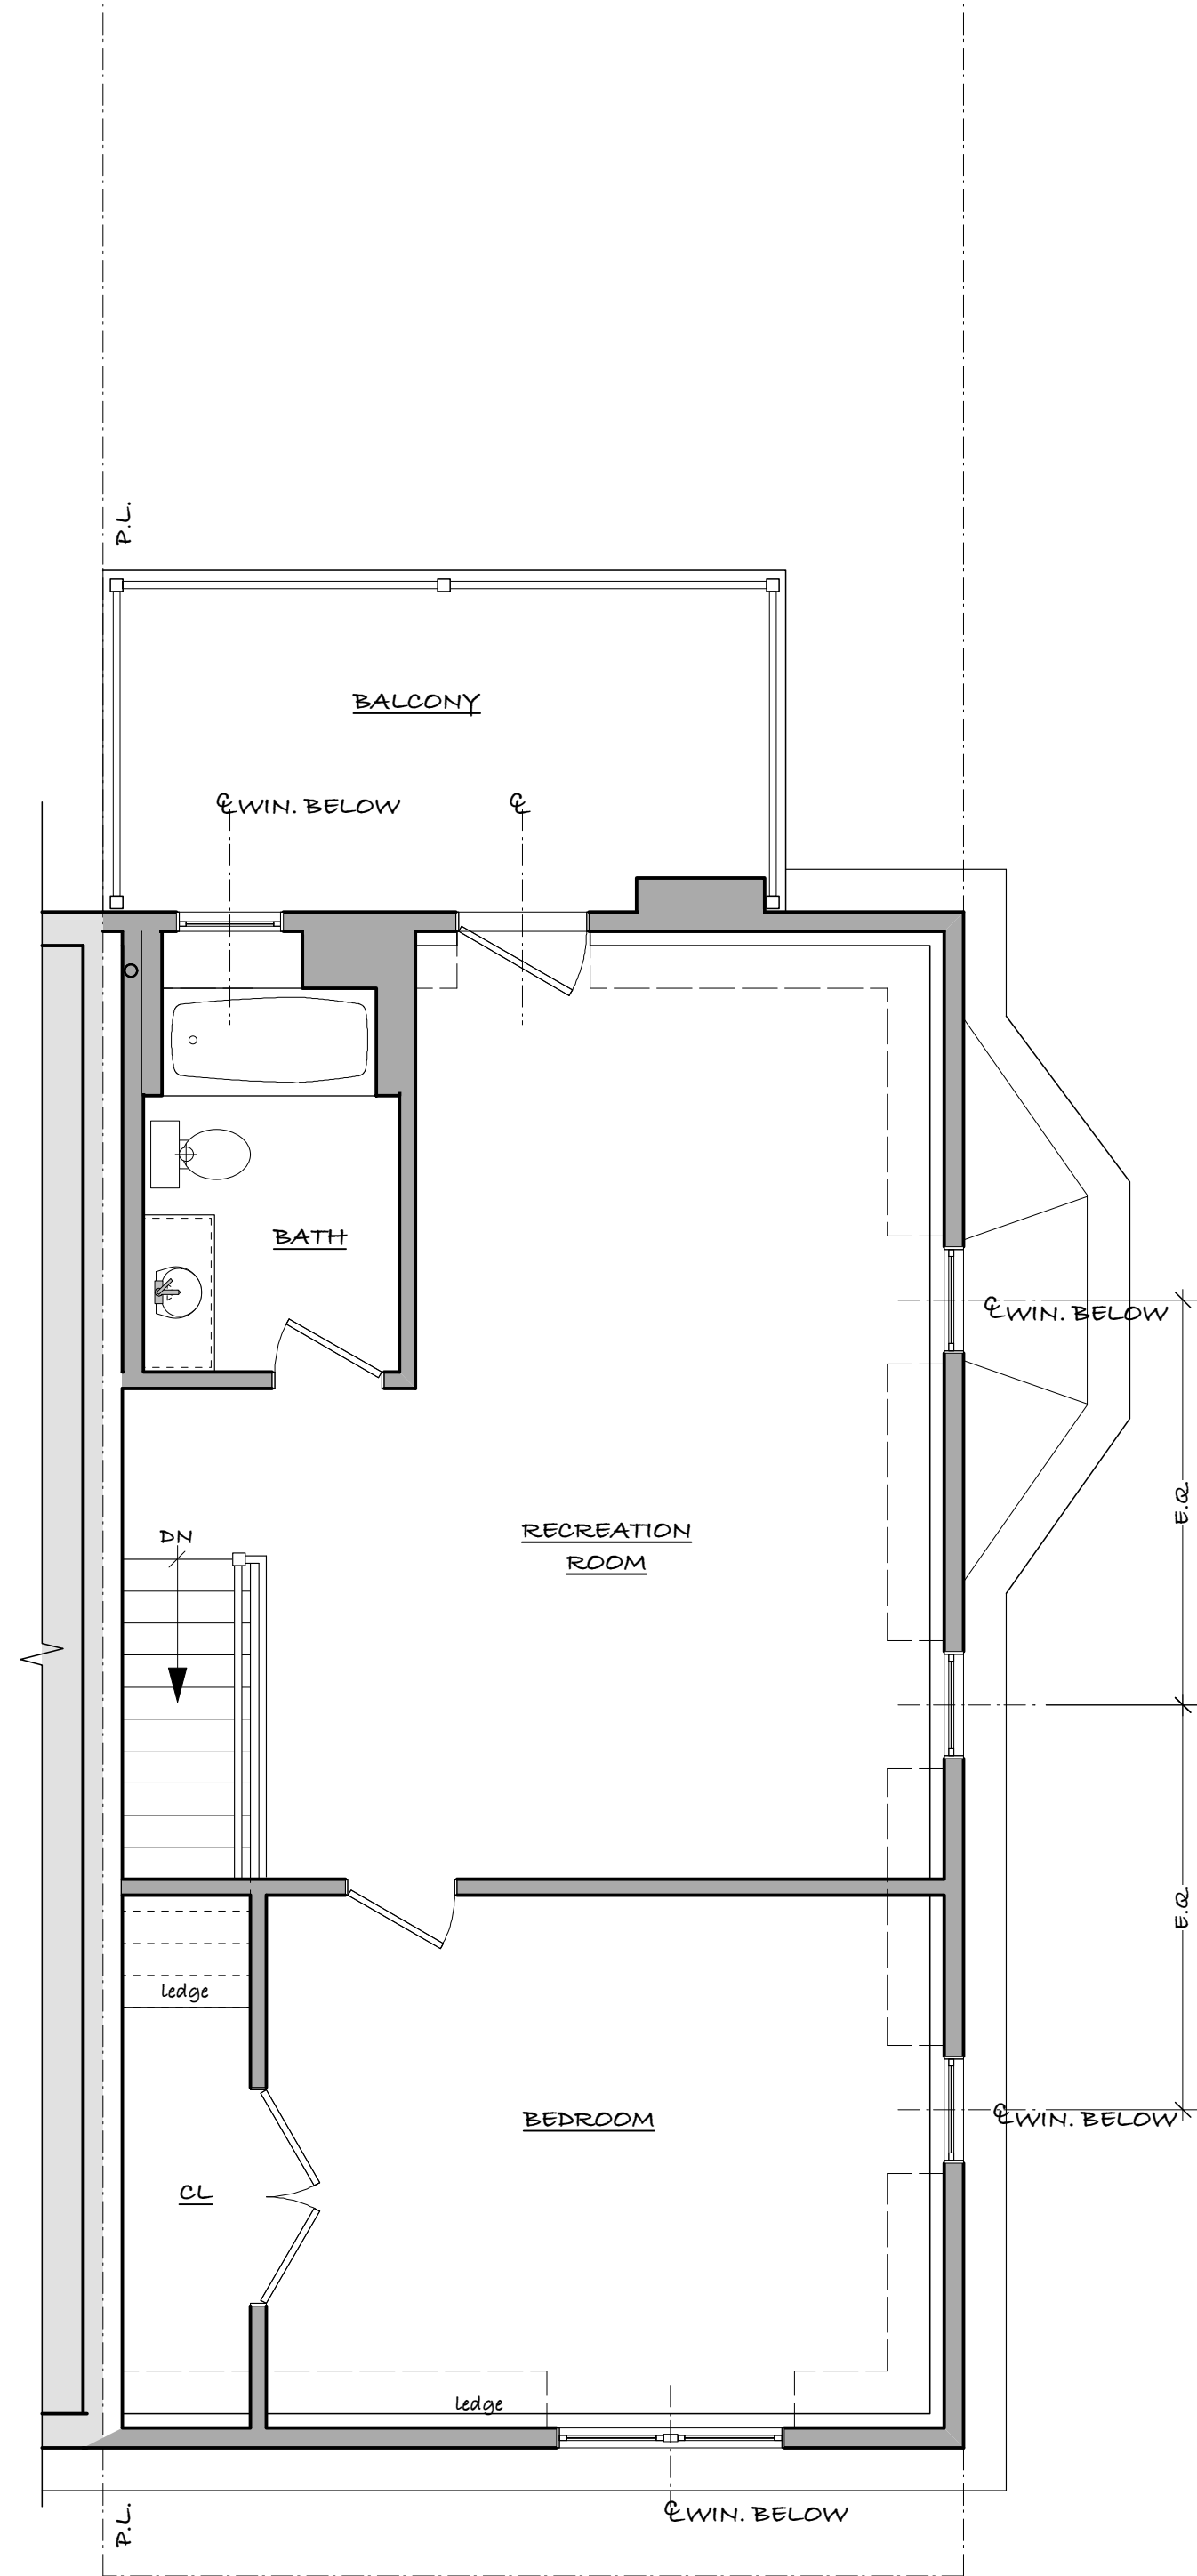 P.L.
BALCONY
℄ WIN. BELOW
℄
BATH
℄ WIN. BELOW
E.Q.
RECREATION
ROOM
DN
E.Q.
ledge
BEDROOM
℄ WIN. BELOW
CL
ledge
℄ WIN. BELOW
P.L.